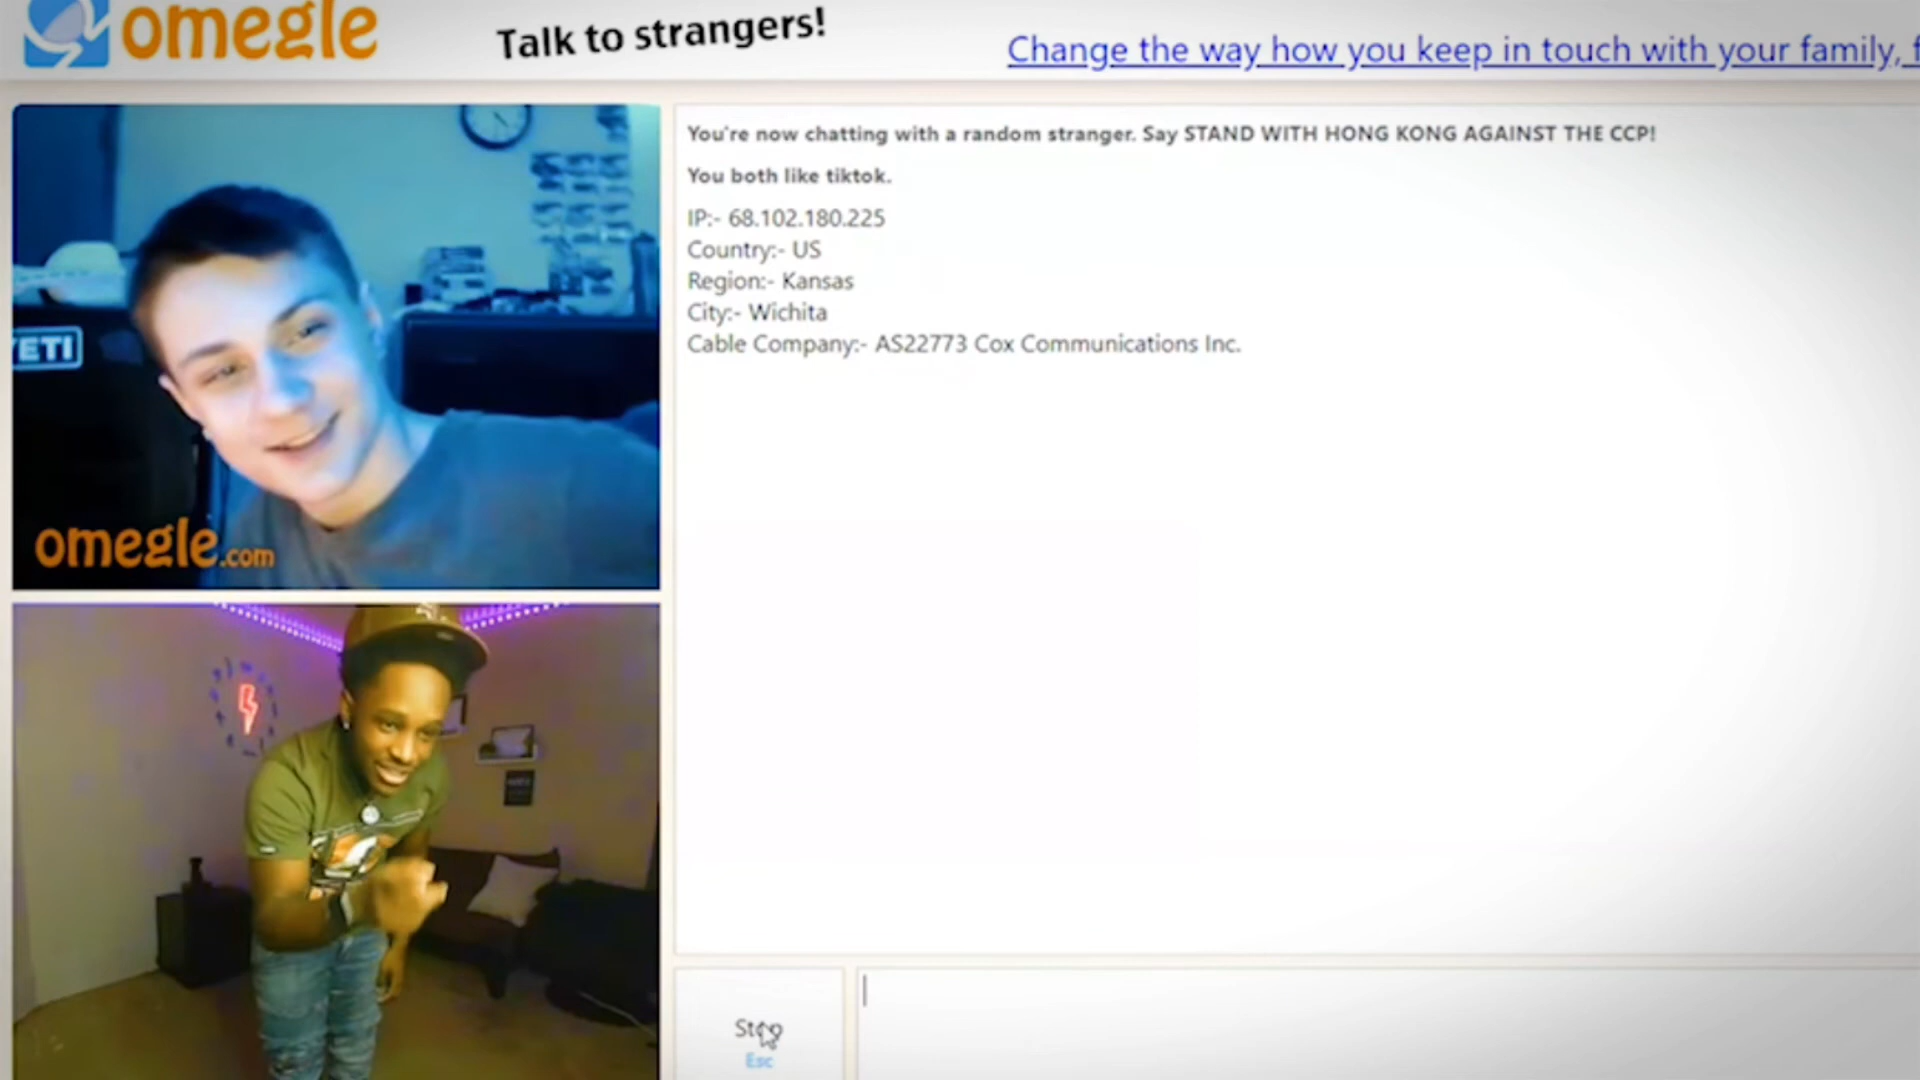 omegle
Talk to strangers!
Change the way how you keep in touch with your family,
You're now chatting with a random stranger. Say STAND WITH HONG KONG AGAINST THE CCP!
You both like tiktok.
IP:- 68.102.180.225
Country:- US
Region:- Kansas
City:- Wichita
Cable Company:- AS22773 Cox Communications Inc.
YETI
omegle.com
Stop
Esc